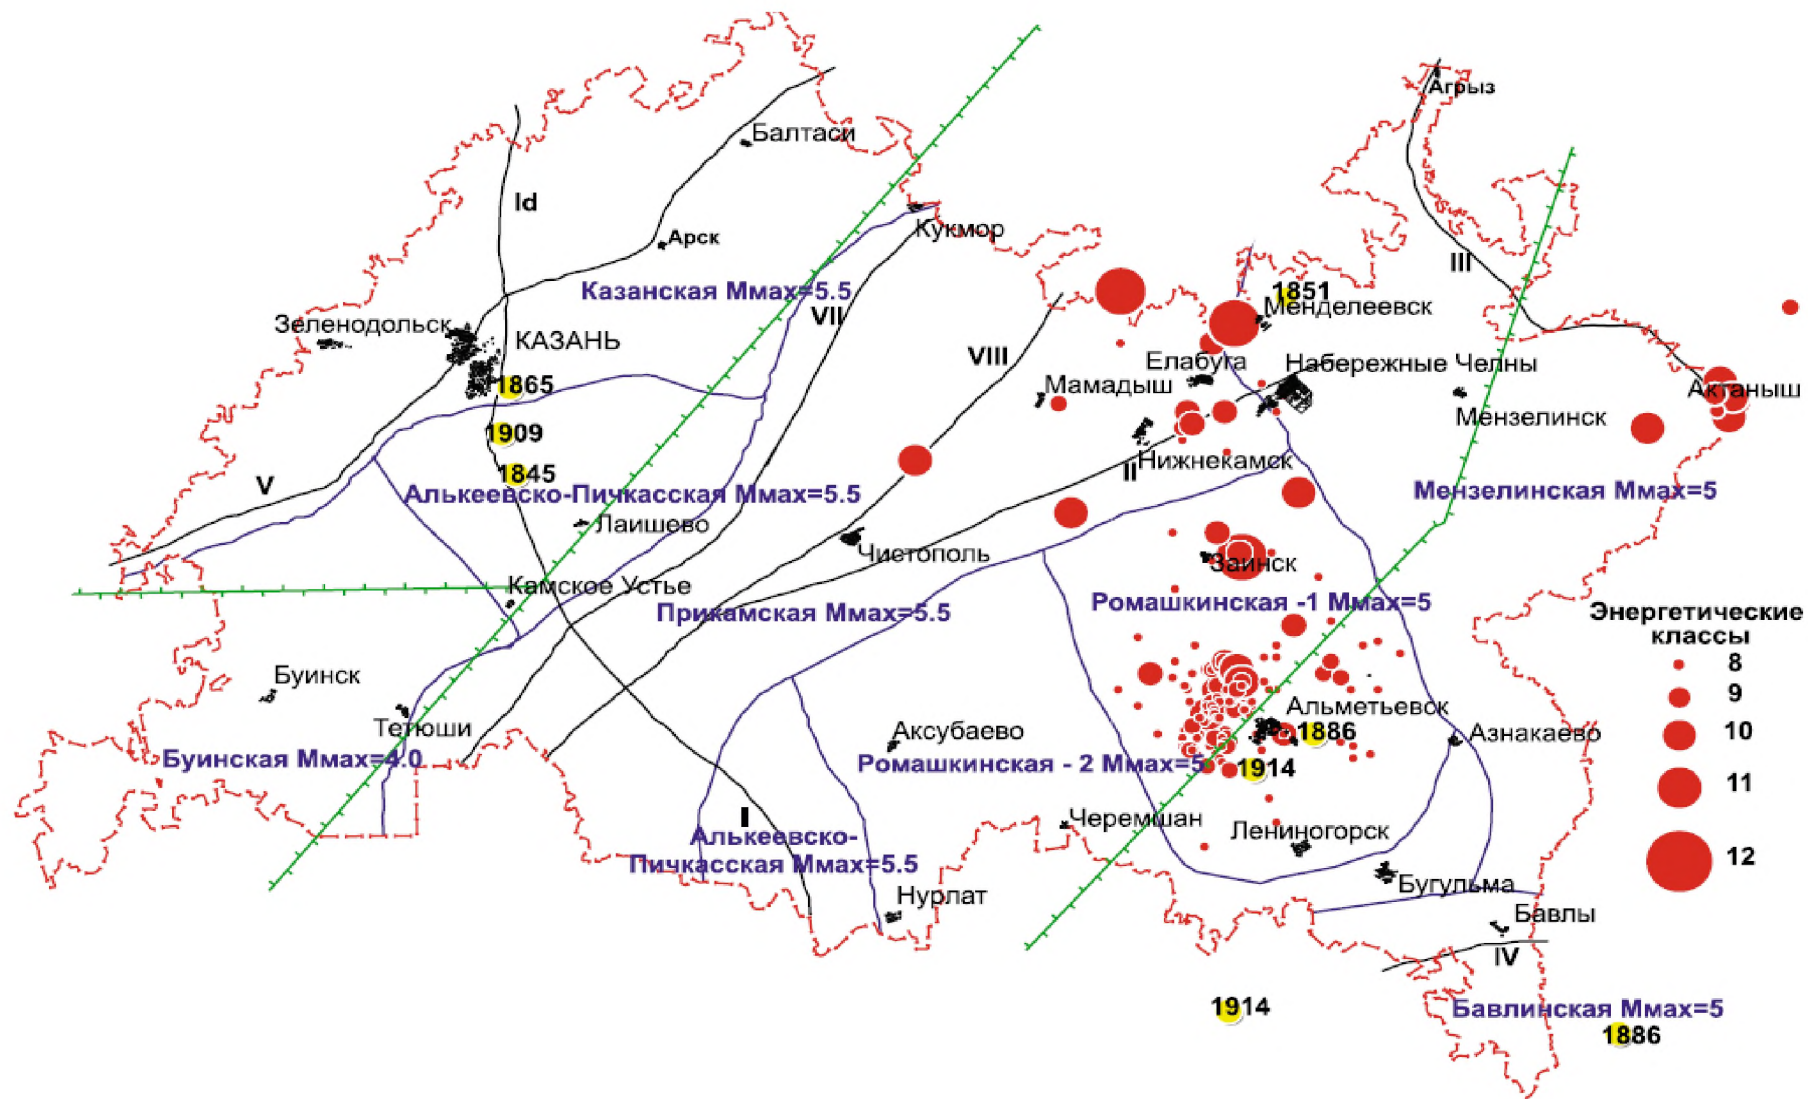 Агрыз
Балтаси
Id
Арск
Кукмор
III
Казанская Ммах=5.5
1851
Менделеевск
VII
Зеленодольск
КАЗАНЬ
VIII
Елабуга
Набережные Челны
1865
Мамадыш
Актаныш
Мензелинск
1909
Нижнекамск
II
1845
V
Алькеевско-Пичкасская Ммах=5.5
Мензелинская Ммах=5
Лаишево
Чистополь
Заинск
Камское Устье
Прикамская Ммах=5.5
Ромашкинская -1 Ммах=5
Энергетические
классы
8
Буинск
9
Альметьевск
Тетюши
Аксубаево
1886
Азнакаево
10
Буинская Ммах=4.0
Ромашкинская - 2 Ммах=5
1914
11
I
Черемшан
Алькеевско-
Лениногорск
Пичкасская Ммах=5.5
12
Бугульма
Нурлат
Бавлы
IV
1914
Бавлинская Ммах=5
1886